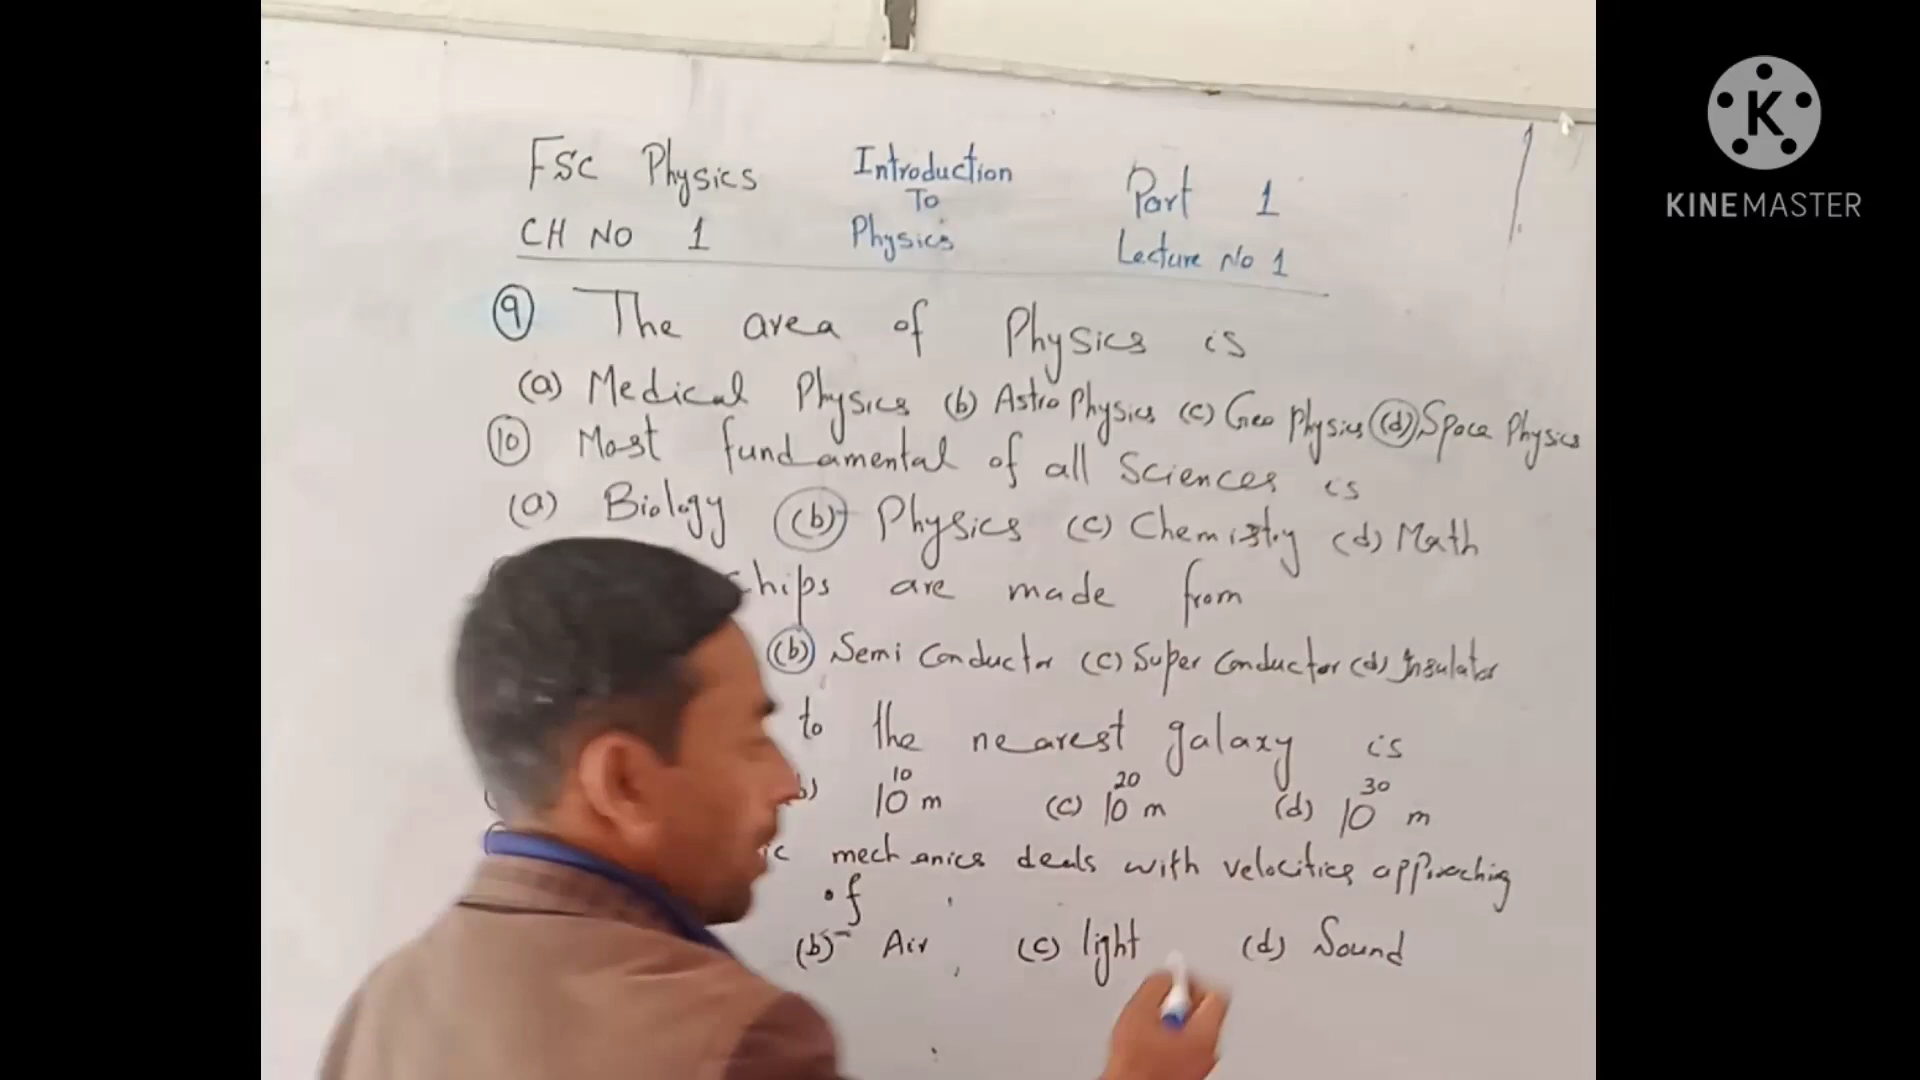 FSC Physics Introduction To Physics Part 1
CH NO 1 Lecture No 1
9 The area of Physics is
(a) Medical Physics (b) Astro Physics (c) Geo Physics (d) Space Physics
10 Most fundamental of all Sciences is
(a) Biology (b) Physics (c) Chemistry (d) Math
chips are made from
(b) Semi Conductor (c) Super Conductor (d) Insulator
to the nearest galaxy is
(b) 10^10 m (c) 10^20 m (d) 10^30 m
mechanics deals with velocities approaching
of
(b) Air (c) light (d) Sound
KINEMASTER